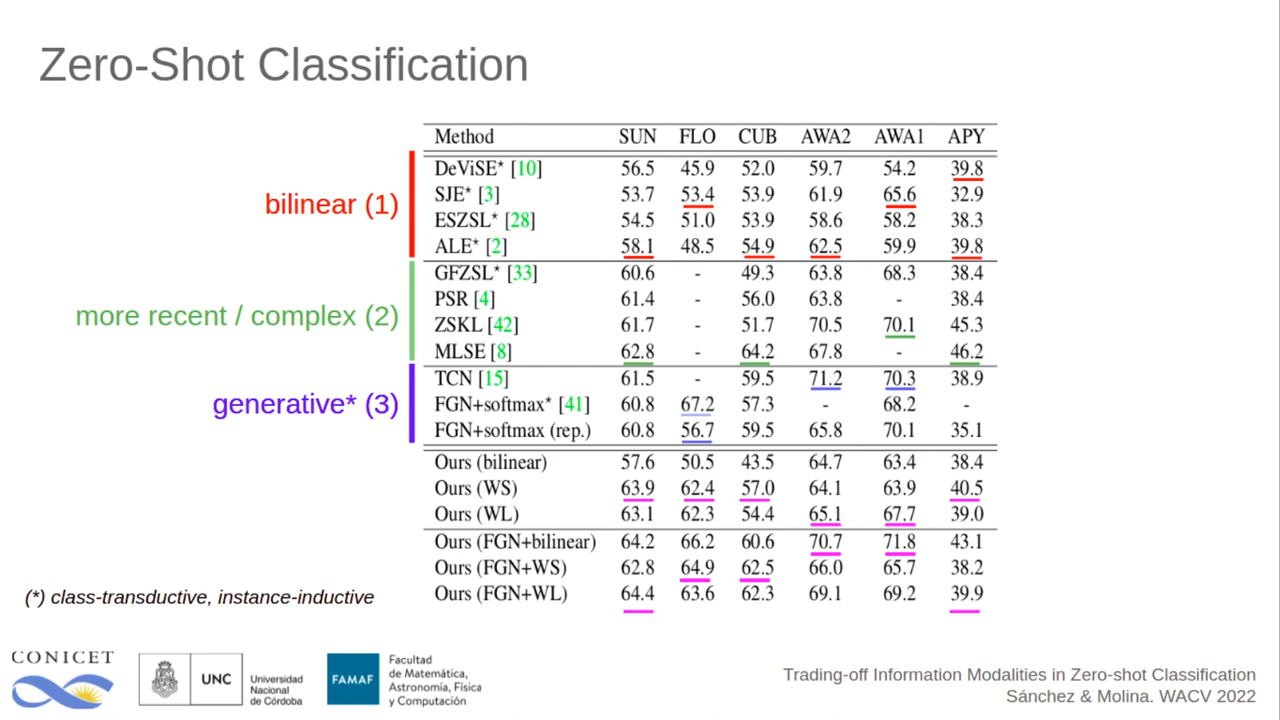 Zero-Shot Classification
Method SUN FLO CUB AWA2 AWA1 APY
bilinear (1)
DeViSE* [10] 56.5 45.9 52.0 59.7 54.2 39.8
SJE* [3] 53.7 53.4 53.9 61.9 65.6 32.9
ESZSL* [28] 54.5 51.0 53.9 58.6 58.2 38.3
ALE* [2] 58.1 48.5 54.9 62.5 59.9 39.8
more recent / complex (2)
GFZSL* [33] 60.6 - 49.3 63.8 68.3 38.4
PSR [4] 61.4 - 56.0 63.8 - 38.4
ZSKL [42] 61.7 - 51.7 70.5 70.1 45.3
MLSE [8] 62.8 - 64.2 67.8 - 46.2
generative* (3)
TCN [15] 61.5 - 59.5 71.2 70.3 38.9
FGN+softmax* [41] 60.8 67.2 57.3 - 68.2 -
FGN+softmax (rep.) 60.8 56.7 59.5 65.8 70.1 35.1
Ours (bilinear) 57.6 50.5 43.5 64.7 63.4 38.4
Ours (WS) 63.9 62.4 57.0 64.1 63.9 40.5
Ours (WL) 63.1 62.3 54.4 65.1 67.7 39.0
Ours (FGN+bilinear) 64.2 66.2 60.6 70.7 71.8 43.1
Ours (FGN+WS) 62.8 64.9 62.5 66.0 65.7 38.2
Ours (FGN+WL) 64.4 63.6 62.3 69.1 69.2 39.9
(*) class-transductive, instance-inductive
CONICET
UNC
Universidad
Nacional
de Córdoba
FAMAF
Facultad
de Matemática,
Astronomía, Física
y Computación
Trading-off Information Modalities in Zero-shot Classification
Sánchez & Molina. WACV 2022